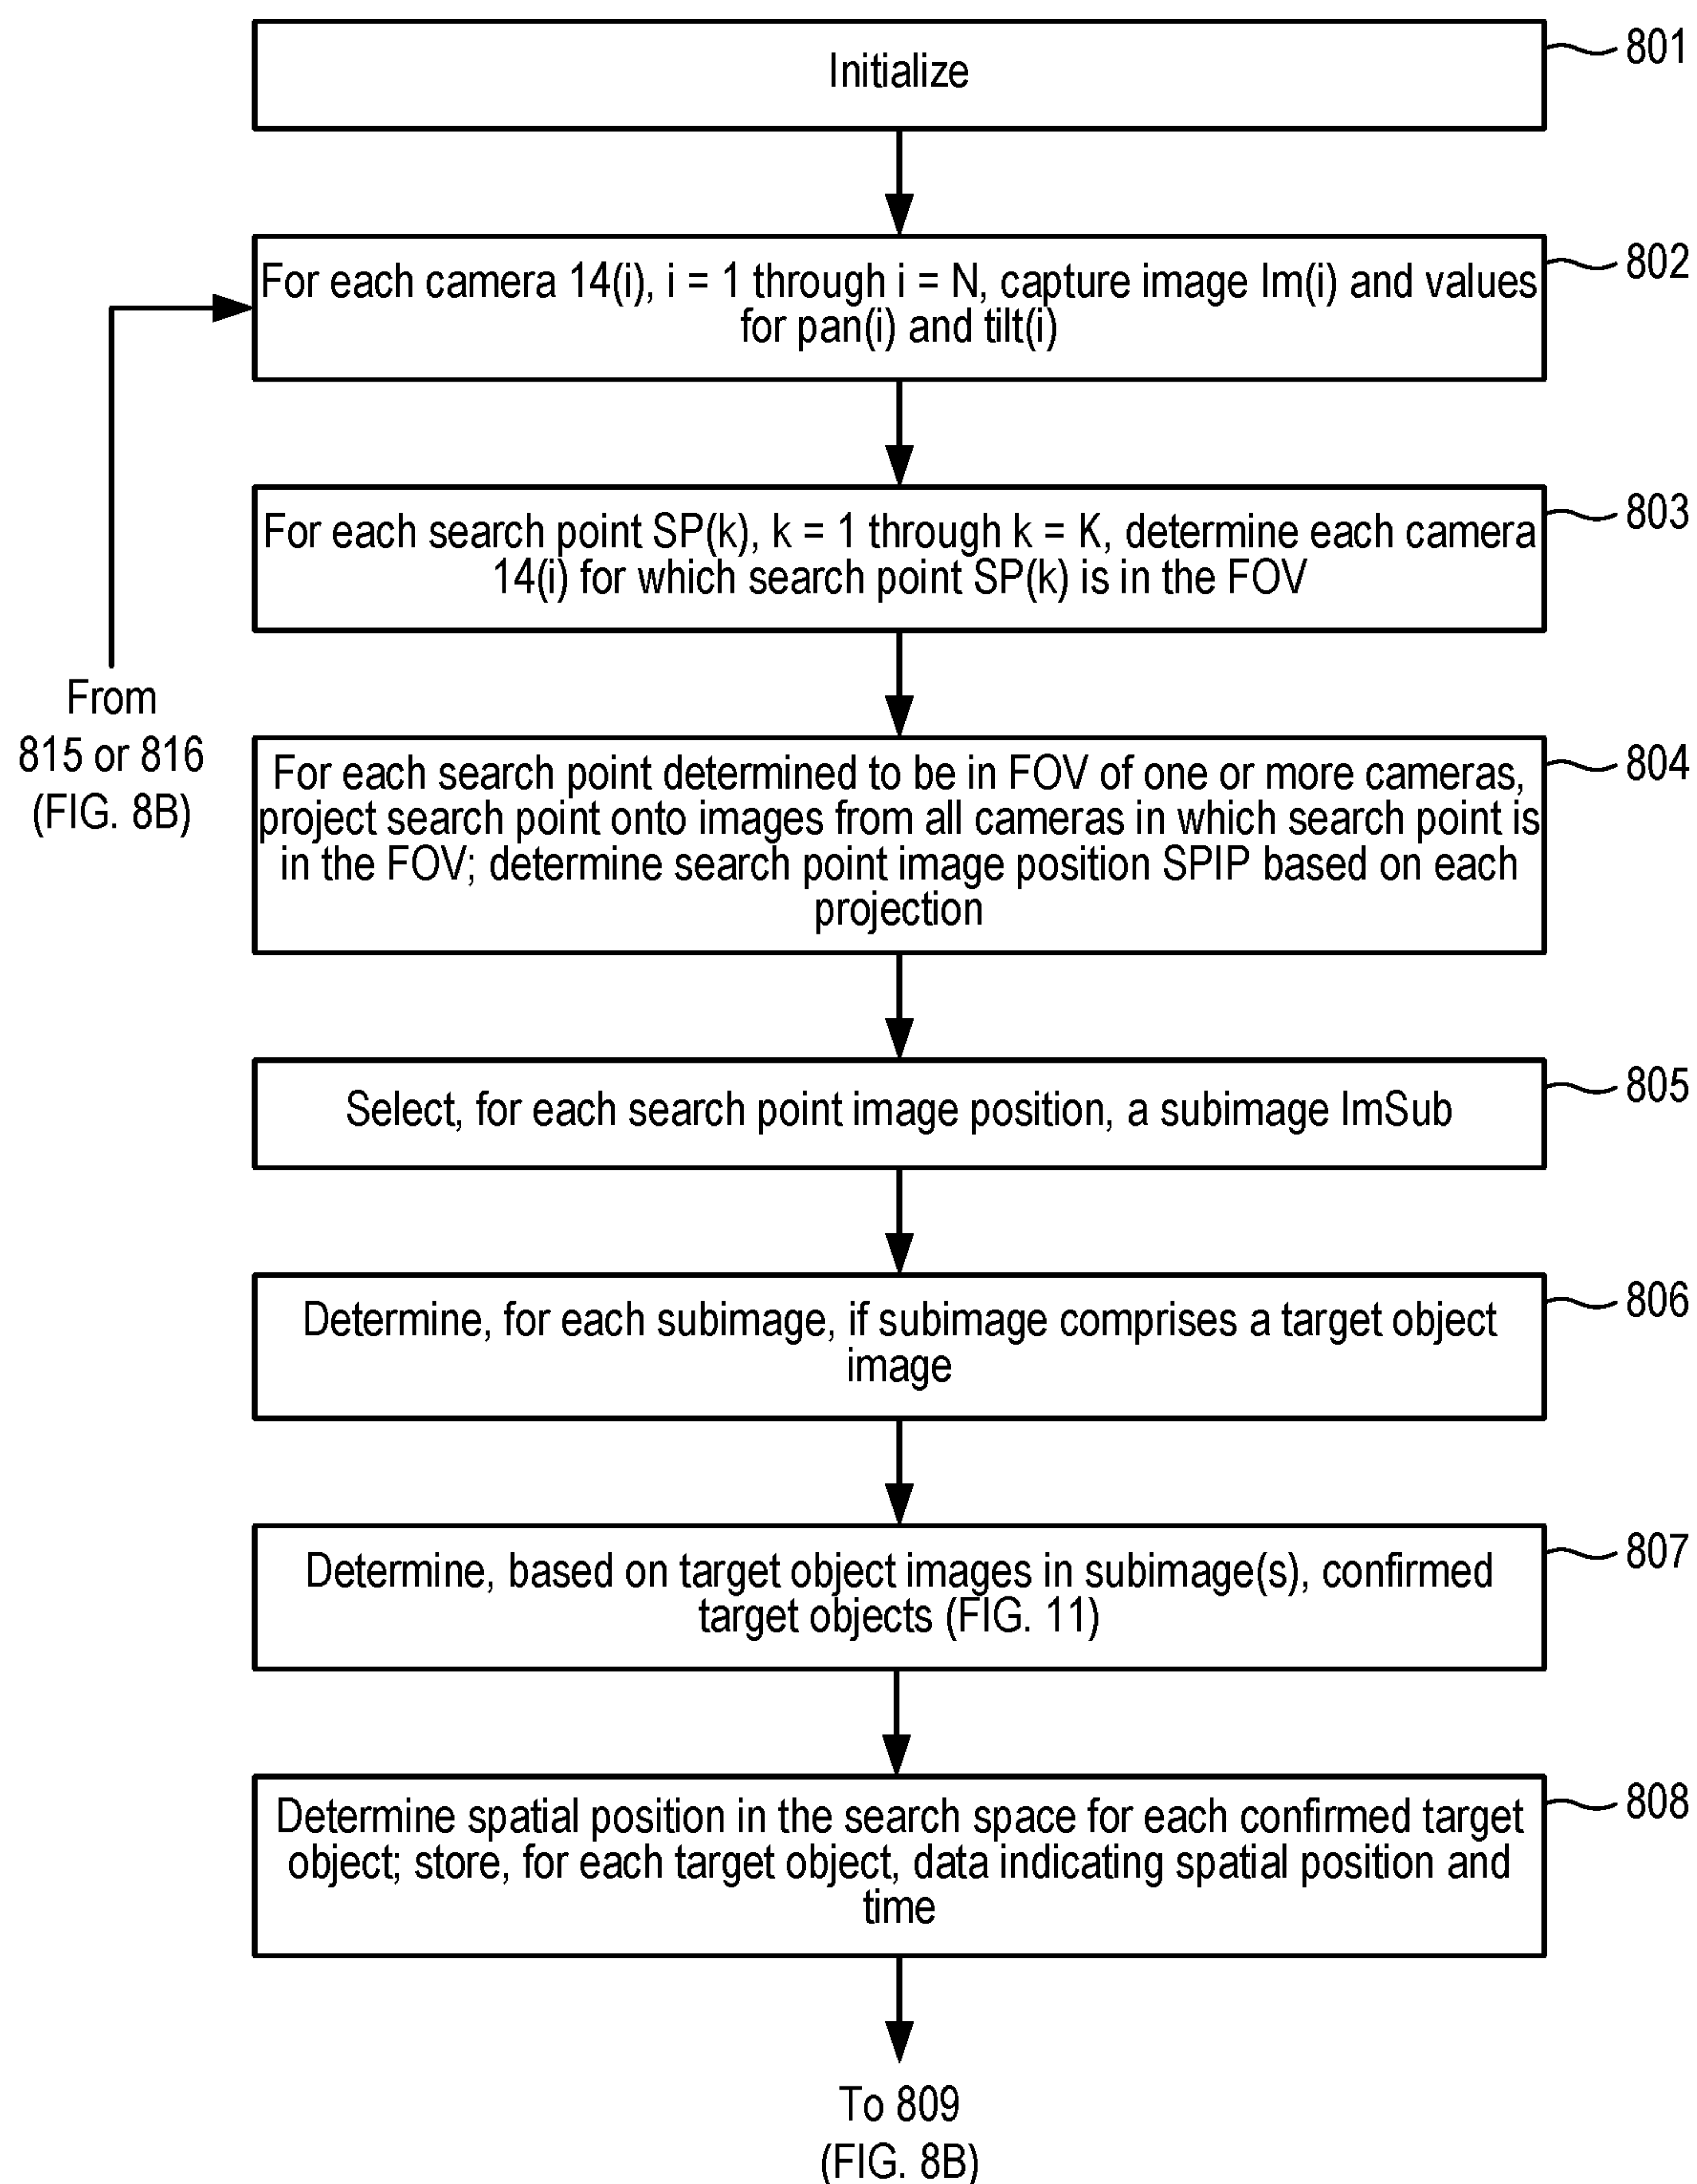 Initialize
801
For each camera 14(i), i = 1 through i = N, capture image Im(i) and values
for pan(i) and tilt(i)
802
For each search point SP(k), k = 1 through k = K, determine each camera
14(i) for which search point SP(k) is in the FOV
803
From
815 or 816
(FIG. 8B)
For each search point determined to be in FOV of one or more cameras,
project search point onto images from all cameras in which search point is
in the FOV; determine search point image position SPIP based on each
projection
804
Select, for each search point image position, a subimage ImSub
805
Determine, for each subimage, if subimage comprises a target object
image
806
Determine, based on target object images in subimage(s), confirmed
target objects (FIG. 11)
807
Determine spatial position in the search space for each confirmed target
object; store, for each target object, data indicating spatial position and
time
808
To 809
(FIG. 8B)